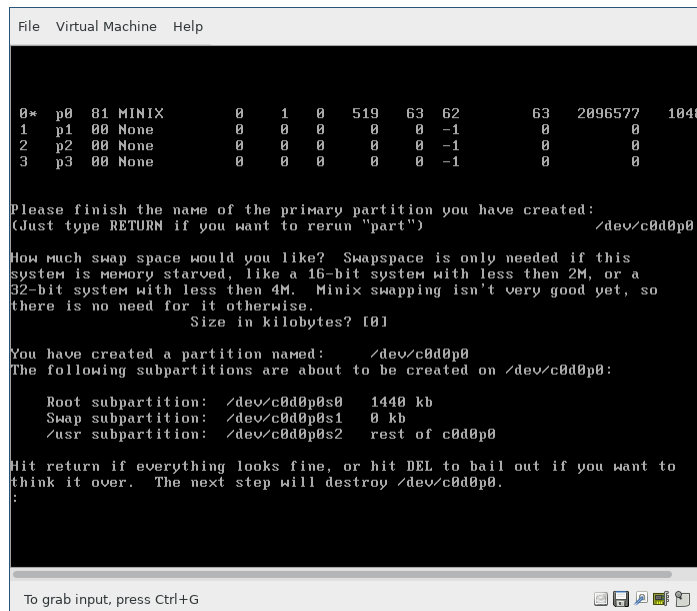 File Virtual Machine Help
0* p0 81 MINIX 0 1 0 519 63 62 63 2096577 1048
1 p1 00 None 0 0 0 0 0 -1 0 0
2 p2 00 None 0 0 0 0 0 -1 0 0
3 p3 00 None 0 0 0 0 0 -1 0 0
Please finish the name of the primary partition you have created:
(Just type RETURN if you want to rerun "part") /dev/c0d0p0
How much swap space would you like? Swapspace is only needed if this
system is memory starved, like a 16-bit system with less then 2M, or a
32-bit system with less then 4M. Minix swapping isn't very good yet, so
there is no need for it otherwise.
Size in kilobytes? [0]
You have created a partition named: /dev/c0d0p0
The following subpartitions are about to be created on /dev/c0d0p0:
Root subpartition: /dev/c0d0p0s0 1440 kb
Swap subpartition: /dev/c0d0p0s1 0 kb
/usr subpartition: /dev/c0d0p0s2 rest of c0d0p0
Hit return if everything looks fine, or hit DEL to bail out if you want to
think it over. The next step will destroy /dev/c0d0p0.
:
To grab input, press Ctrl+G